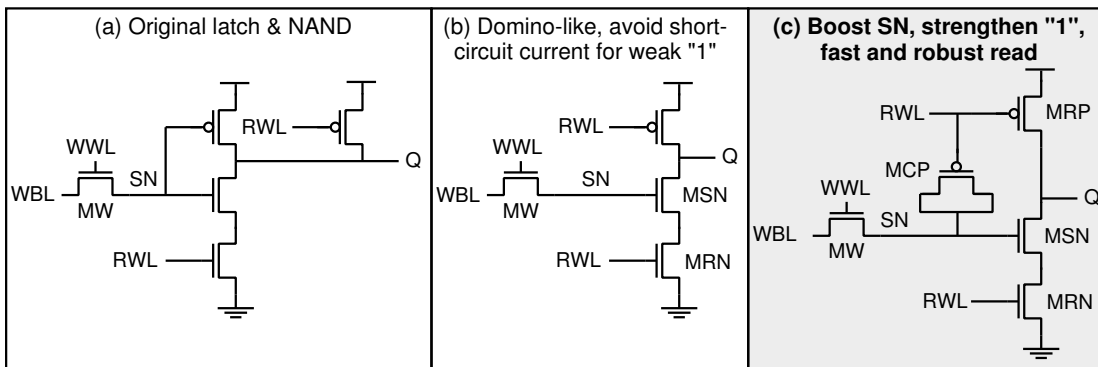 (a) Original latch & NAND
RWL
WWL
SN
Q
WBL
MW
RWL
(b) Domino-like, avoid short-
circuit current for weak "1"
RWL
WWL
Q
SN
WBL
MSN
MW
RWL
MRN
(c) Boost SN, strengthen "1",
fast and robust read
RWL
MRP
MCP
WWL
Q
SN
WBL
MSN
MW
RWL
MRN